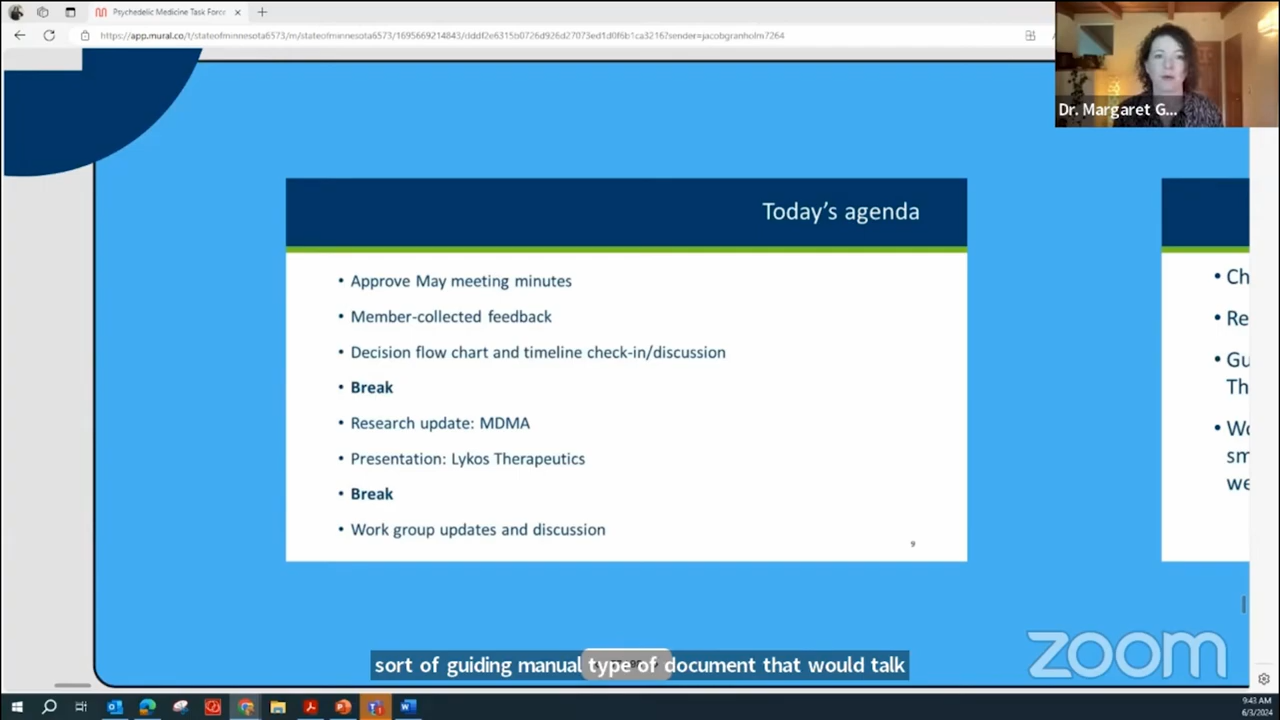 Psychedelic Medicine Task Force
https://app.mural.co/t/stateofminnesota6573/m/stateofminnesota6573/1695669214843/dddf2e6315b0726d926d27073ed1d0f6b1ca3216?sender=jacobgranholm7264
Dr. Margaret G...
Today's agenda
• Approve May meeting minutes
• Member-collected feedback
• Decision flow chart and timeline check-in/discussion
• Break
• Research update: MDMA
• Presentation: Lykos Therapeutics
• Break
• Work group updates and discussion
9
• Ch
• Re
• Gu
Th
• Wo
sm
we
sort of guiding manual type of document that would talk
zoom
9:43 AM
6/3/2024